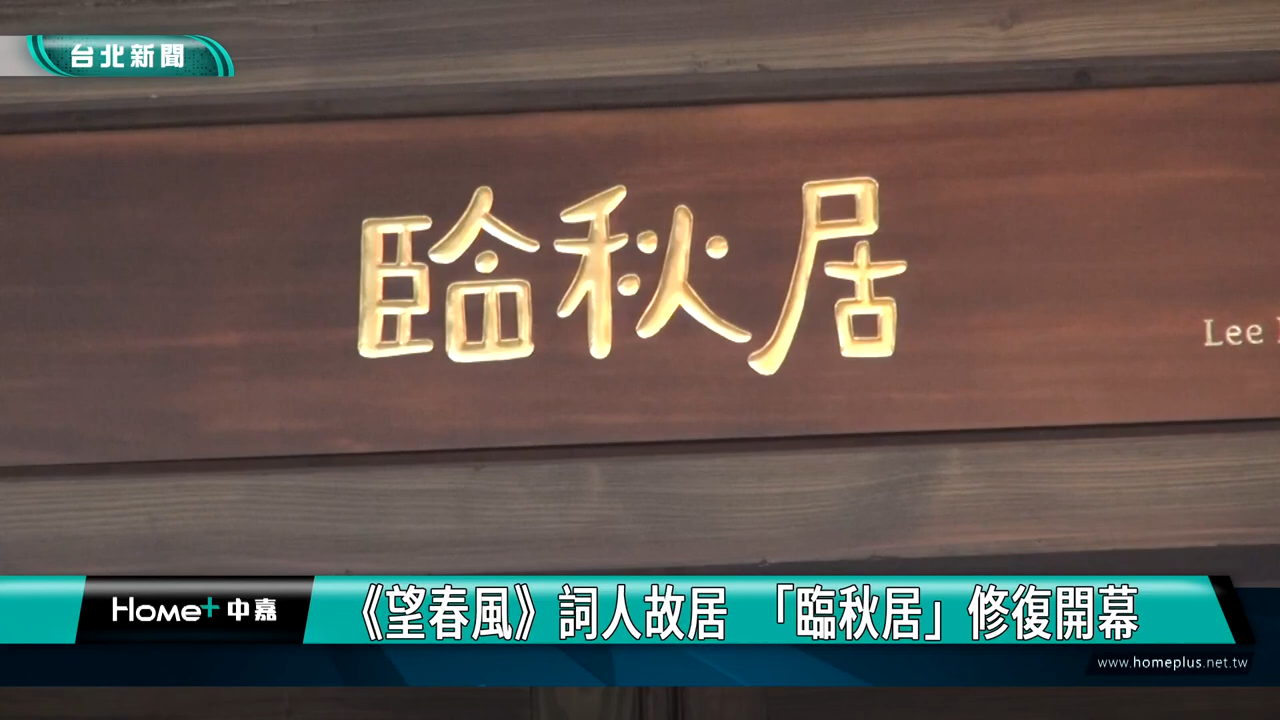 台北新聞
臨秋居
Lee
Home+ 中嘉
《望春風》詞人故居 「臨秋居」修復開幕
www.homeplus.net.tw